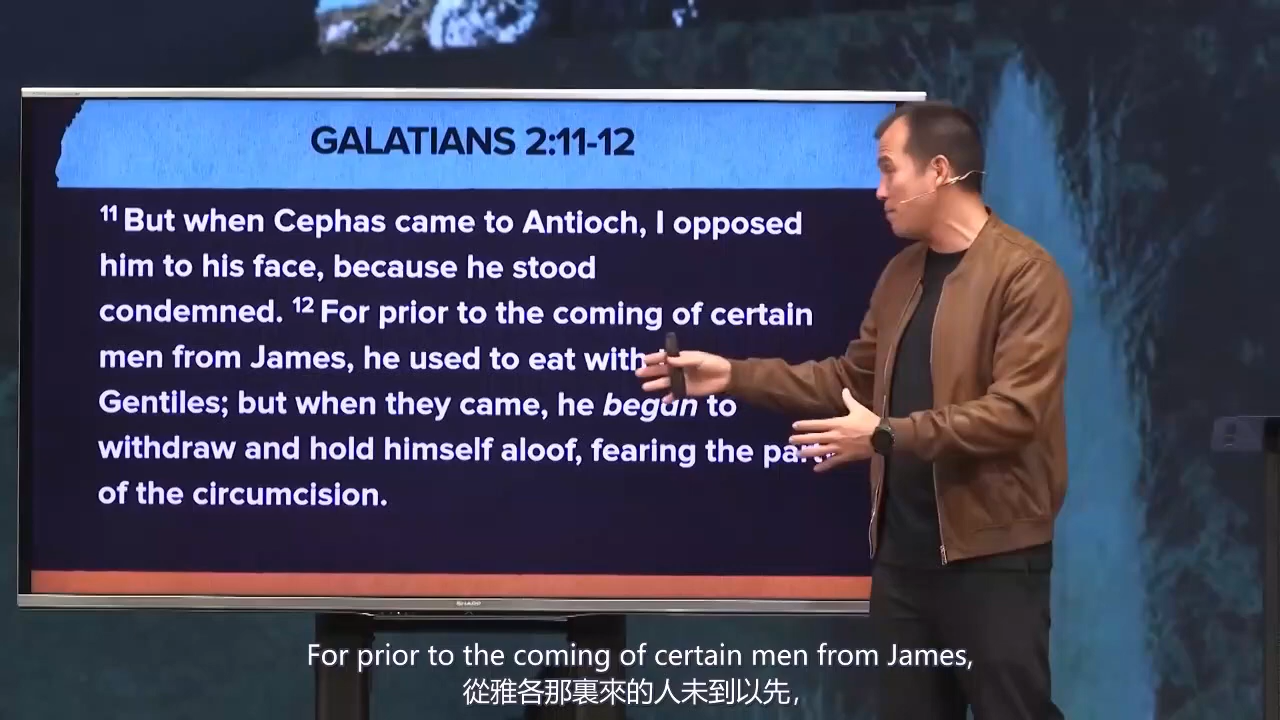 GALATIANS 2:11-12
11 But when Cephas came to Antioch, I opposed
him to his face, because he stood
condemned. 12 For prior to the coming of certain
men from James, he used to eat with
Gentiles; but when they came, he began to
withdraw and hold himself aloof, fearing the
of the circumcision.
SHARP
For prior to the coming of certain men from James,
從雅各那裏來的人未到以先，